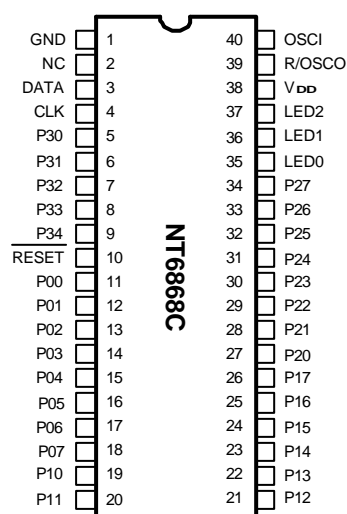 GND 1 40 OSCI
NC 2 39 R/OSCO
DATA 3 38 VDD
CLK 4 37 LED2
P30 5 36 LED1
P31 6 35 LED0
P32 7 34 P27
P33 8 33 P26
P34 9 32 P25
RESET 10 31 P24
P00 11 30 P23
P01 12 29 P22
P02 13 28 P21
P03 14 27 P20
P04 15 26 P17
P05 16 25 P16
P06 17 24 P15
P07 18 23 P14
P10 19 22 P13
P11 20 21 P12
NT6868C